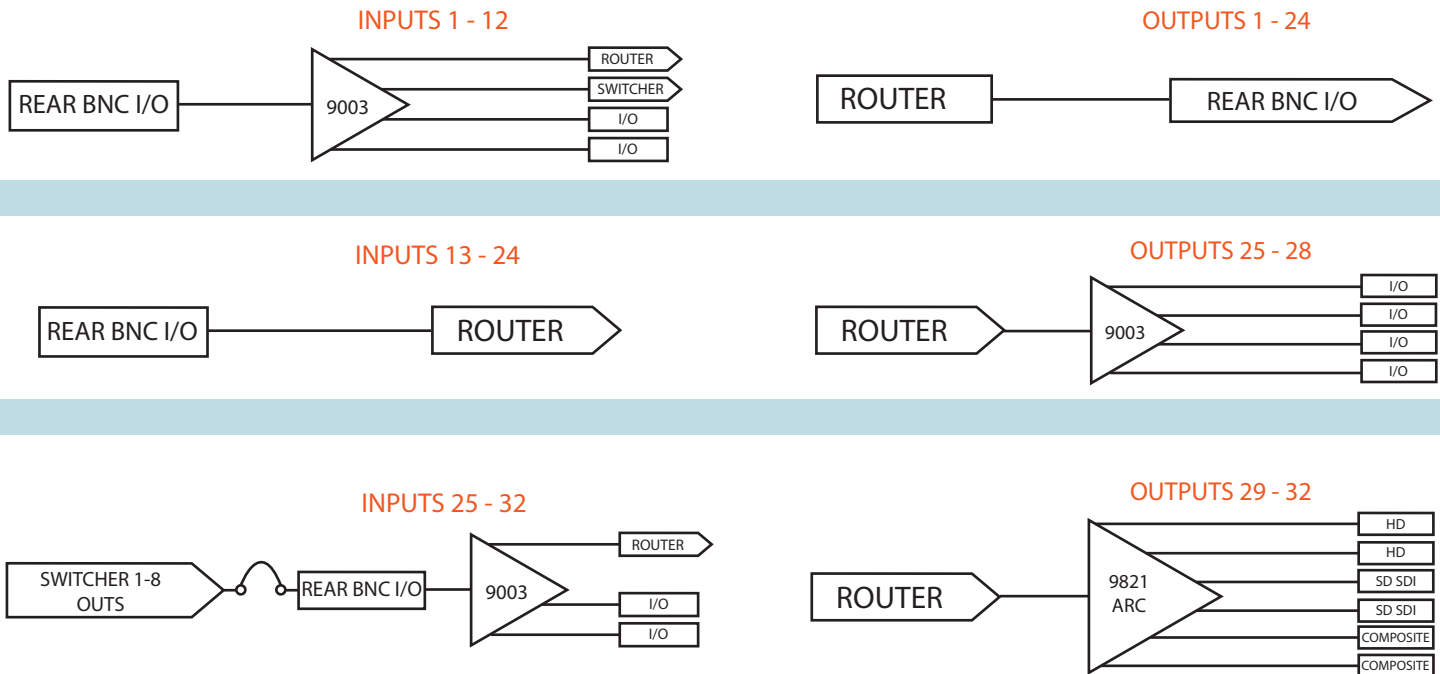 INPUTS 1 - 12
REAR BNC I/O
9003
ROUTER
SWITCHER
I/O
I/O
OUTPUTS 1 - 24
ROUTER
REAR BNC I/O
INPUTS 13 - 24
REAR BNC I/O
ROUTER
OUTPUTS 25 - 28
ROUTER
9003
I/O
I/O
I/O
I/O
INPUTS 25 - 32
SWITCHER 1-8
OUTS
REAR BNC I/O
9003
ROUTER
I/O
I/O
OUTPUTS 29 - 32
ROUTER
9821
ARC
HD
HD
SD SDI
SD SDI
COMPOSITE
COMPOSITE